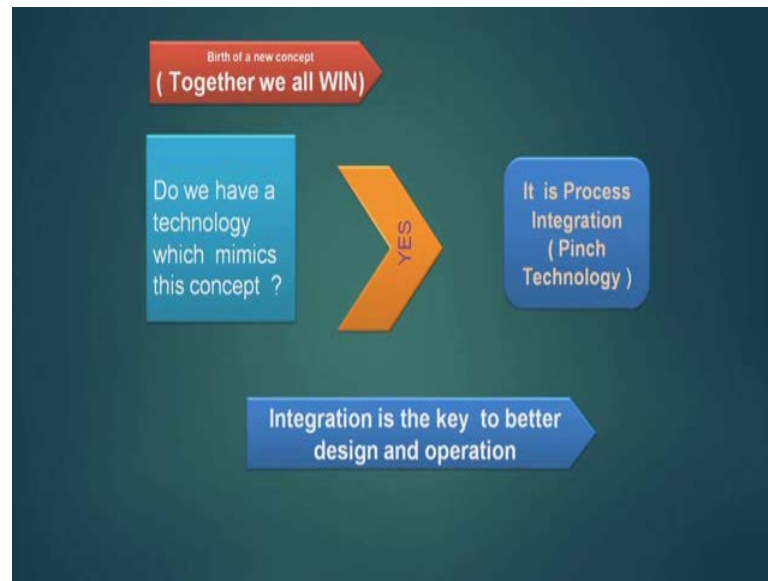 Birth of a new concept
( Together we all WIN)
Do we have a
technology
which mimics
this concept ?
YES
It is Process
Integration
( Pinch
Technology )
Integration is the key to better
design and operation